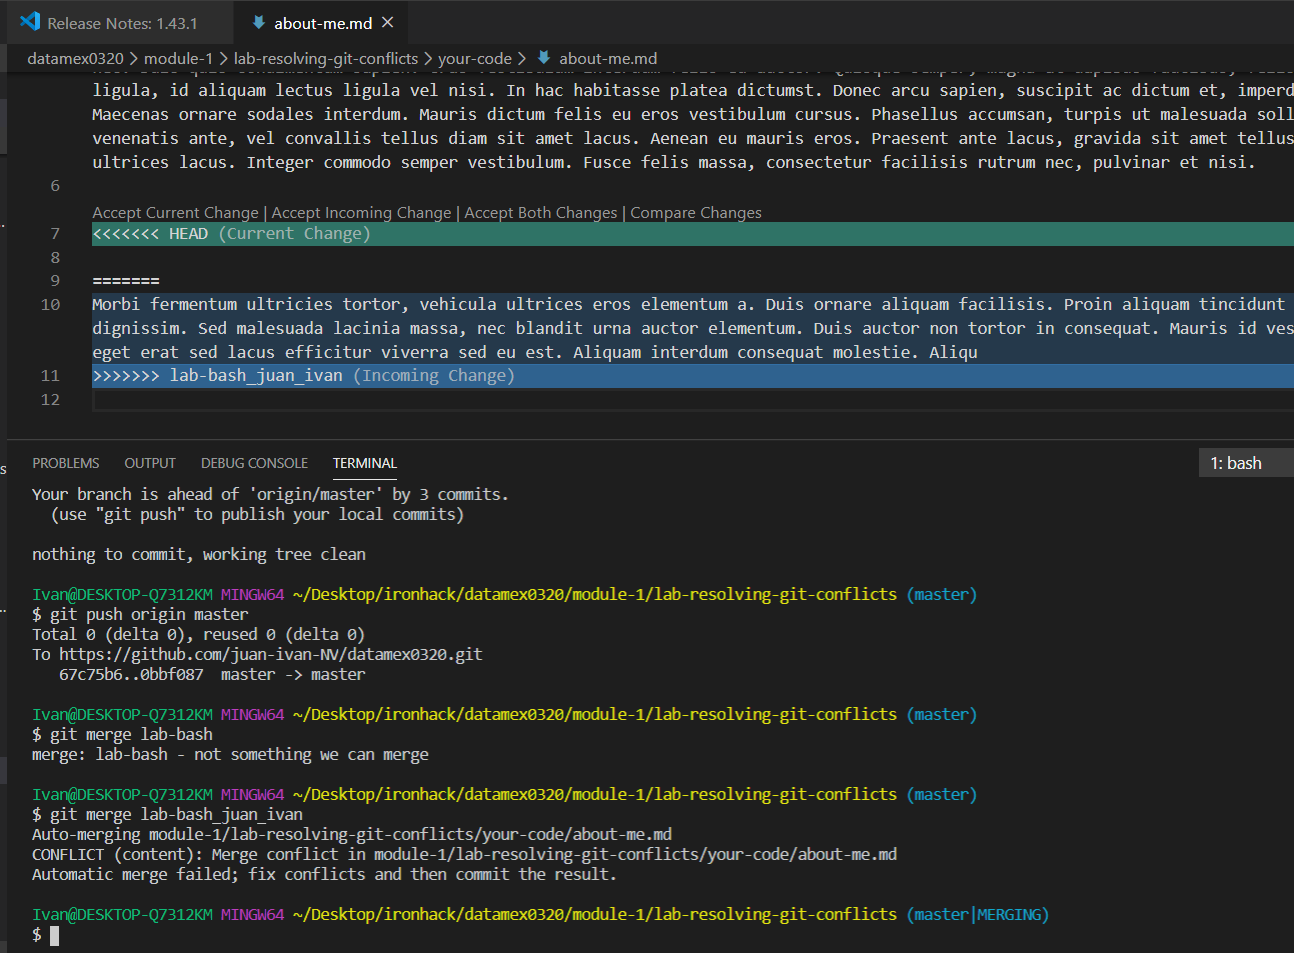 Release Notes: 1.43.1
about-me.md
datamex0320 > module-1 > lab-resolving-git-conflicts > your-code > about-me.md
ligula, id aliquam lectus ligula vel nisi. In hac habitasse platea dictumst. Donec arcu sapien, suscipit ac dictum et, imperd
Maecenas ornare sodales interdum. Mauris dictum felis eu eros vestibulum cursus. Phasellus accumsan, turpis ut malesuada soll
venenatis ante, vel convallis tellus diam sit amet lacus. Aenean eu mauris eros. Praesent ante lacus, gravida sit amet tellus
ultrices lacus. Integer commodo semper vestibulum. Fusce felis massa, consectetur facilisis rutrum nec, pulvinar et nisi.
6
Accept Current Change | Accept Incoming Change | Accept Both Changes | Compare Changes
7 <<<<<<< HEAD (Current Change)
8
9 =======
10 Morbi fermentum ultricies tortor, vehicula ultrices eros elementum a. Duis ornare aliquam facilisis. Proin aliquam tincidunt
dignissim. Sed malesuada lacinia massa, nec blandit urna auctor elementum. Duis auctor non tortor in consequat. Mauris id ves
eget erat sed lacus efficitur viverra sed eu est. Aliquam interdum consequat molestie. Aliqu
11 >>>>>>> lab-bash_juan_ivan (Incoming Change)
12
PROBLEMS OUTPUT DEBUG CONSOLE TERMINAL 1: bash
Your branch is ahead of 'origin/master' by 3 commits.
(use "git push" to publish your local commits)
nothing to commit, working tree clean
Ivan@DESKTOP-Q7312KM MINGW64 ~/Desktop/ironhack/datamex0320/module-1/lab-resolving-git-conflicts (master)
$ git push origin master
Total 0 (delta 0), reused 0 (delta 0)
To https://github.com/juan-ivan-NV/datamex0320.git
67c75b6..0bbf087 master -> master
Ivan@DESKTOP-Q7312KM MINGW64 ~/Desktop/ironhack/datamex0320/module-1/lab-resolving-git-conflicts (master)
$ git merge lab-bash
merge: lab-bash - not something we can merge
Ivan@DESKTOP-Q7312KM MINGW64 ~/Desktop/ironhack/datamex0320/module-1/lab-resolving-git-conflicts (master)
$ git merge lab-bash_juan_ivan
Auto-merging module-1/lab-resolving-git-conflicts/your-code/about-me.md
CONFLICT (content): Merge conflict in module-1/lab-resolving-git-conflicts/your-code/about-me.md
Automatic merge failed; fix conflicts and then commit the result.
Ivan@DESKTOP-Q7312KM MINGW64 ~/Desktop/ironhack/datamex0320/module-1/lab-resolving-git-conflicts (master|MERGING)
$